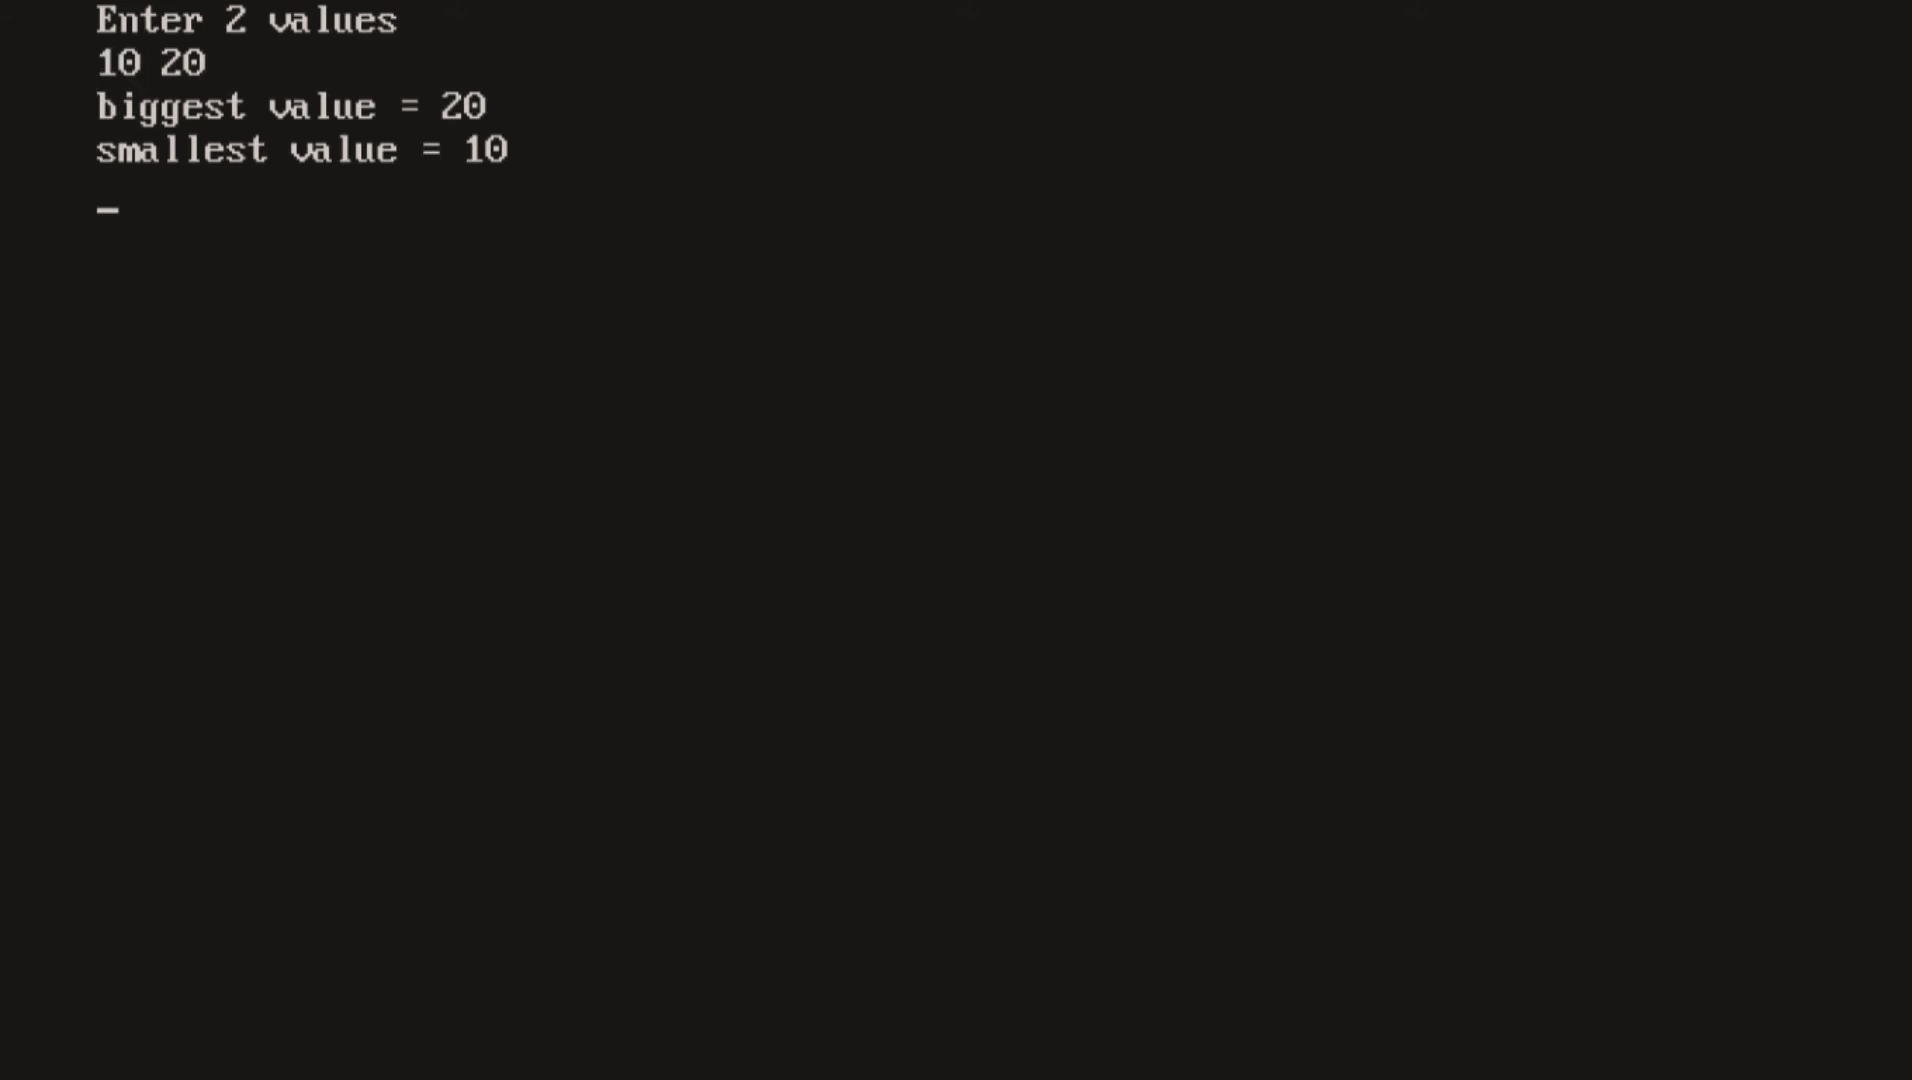 Enter 2 values
10 20
biggest value = 20
smallest value = 10